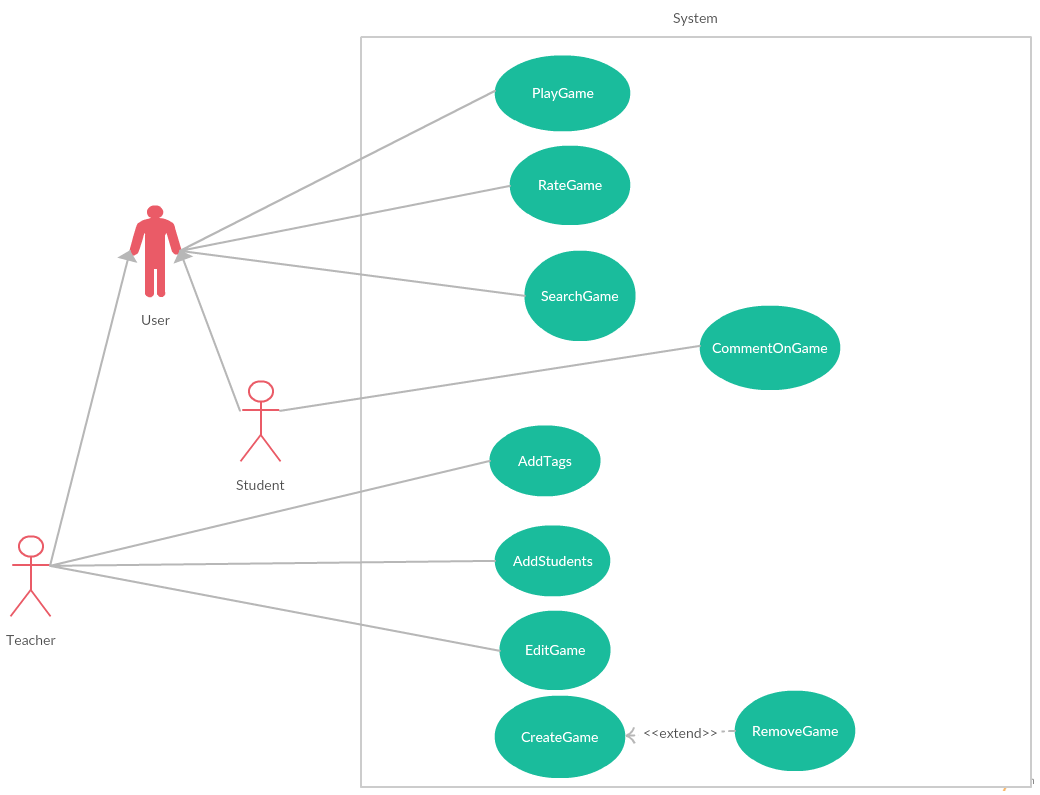 System
PlayGame
RateGame
SearchGame
User
CommentOnGame
AddTags
Student
AddStudents
Teacher
EditGame
CreateGame
<<extend>>
RemoveGame